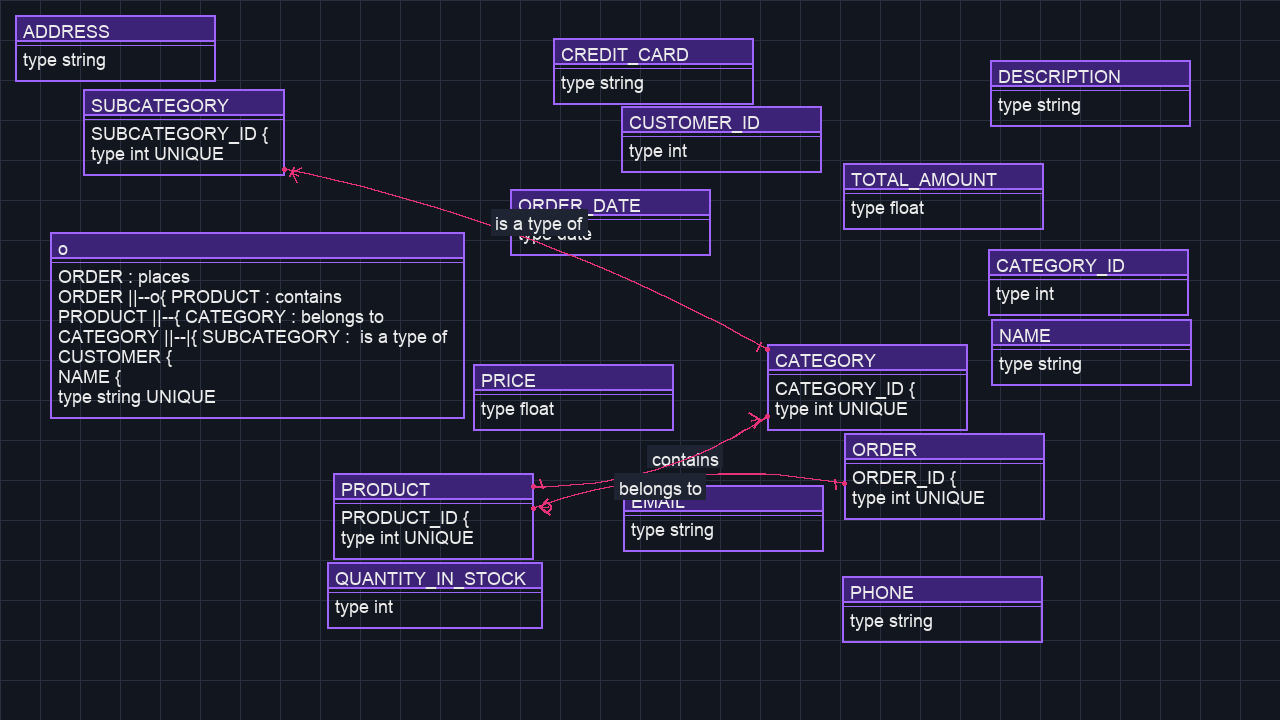 ADDRESS
type string
SUBCATEGORY
SUBCATEGORY_ID {
type int UNIQUE
CREDIT_CARD
type string
CUSTOMER_ID
type int
DESCRIPTION
type string
TOTAL_AMOUNT
type float
ORDER_DATE
type date
is a type of
o
ORDER : places
ORDER ||--o{ PRODUCT : contains
PRODUCT ||--{ CATEGORY : belongs to
CATEGORY ||--|{ SUBCATEGORY :  is a type of
CUSTOMER {
NAME {
type string UNIQUE
CATEGORY_ID
type int
NAME
type string
PRICE
type float
CATEGORY
CATEGORY_ID {
type int UNIQUE
ORDER
ORDER_ID {
type int UNIQUE
contains
belongs to
PRODUCT
PRODUCT_ID {
type int UNIQUE
EMAIL
type string
QUANTITY_IN_STOCK
type int
PHONE
type string